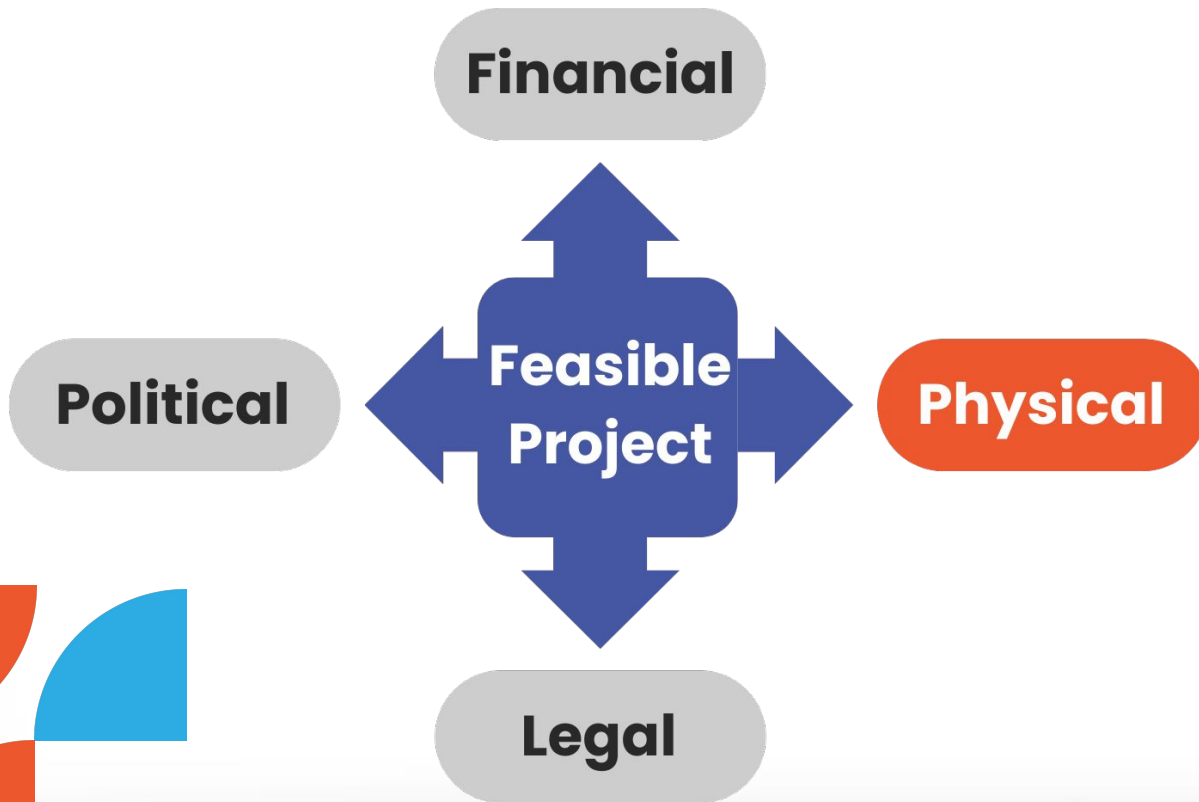 Financial
Political
Feasible
Project
Physical
Legal